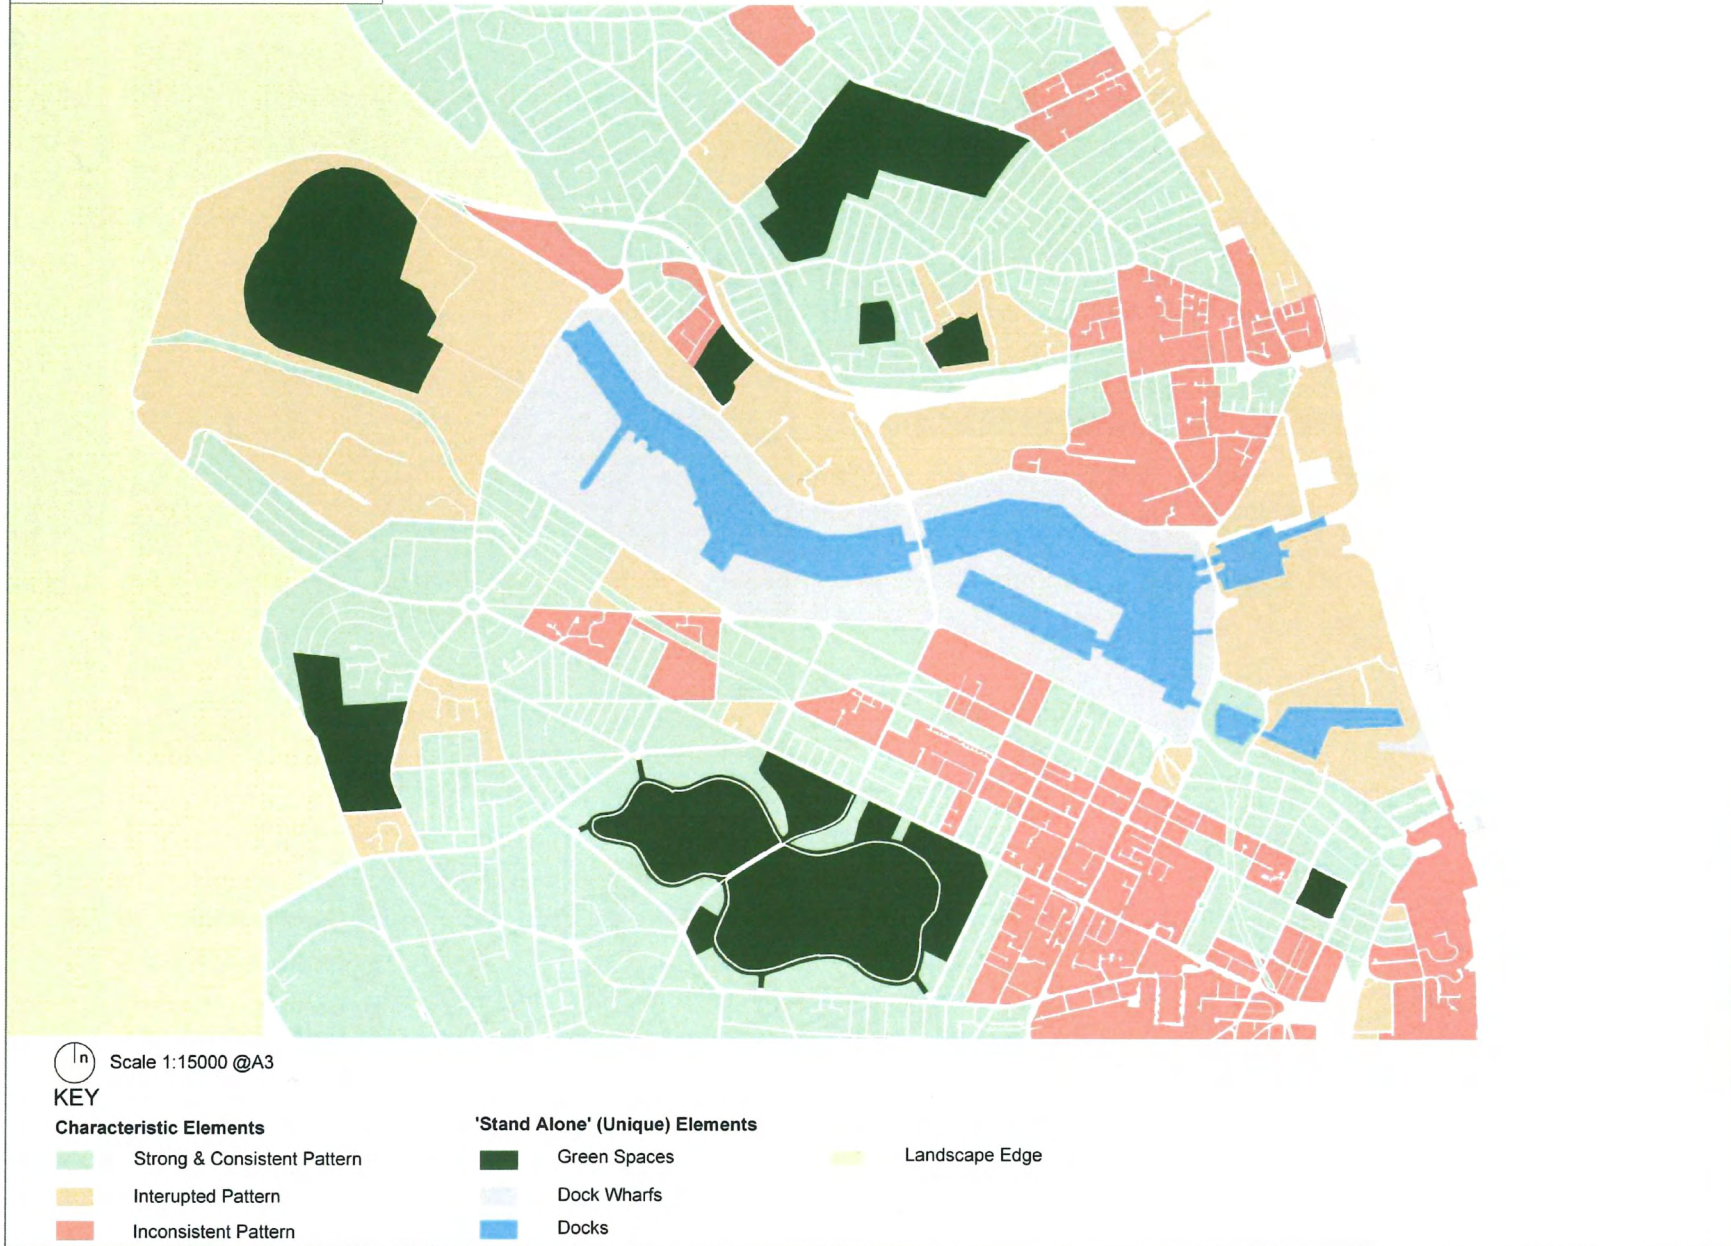 n
Scale 1:15000 @A3
KEY
Characteristic Elements
Strong & Consistent Pattern
Interupted Pattern
Inconsistent Pattern
'Stand Alone' (Unique) Elements
Green Spaces
Dock Wharfs
Docks
Landscape Edge